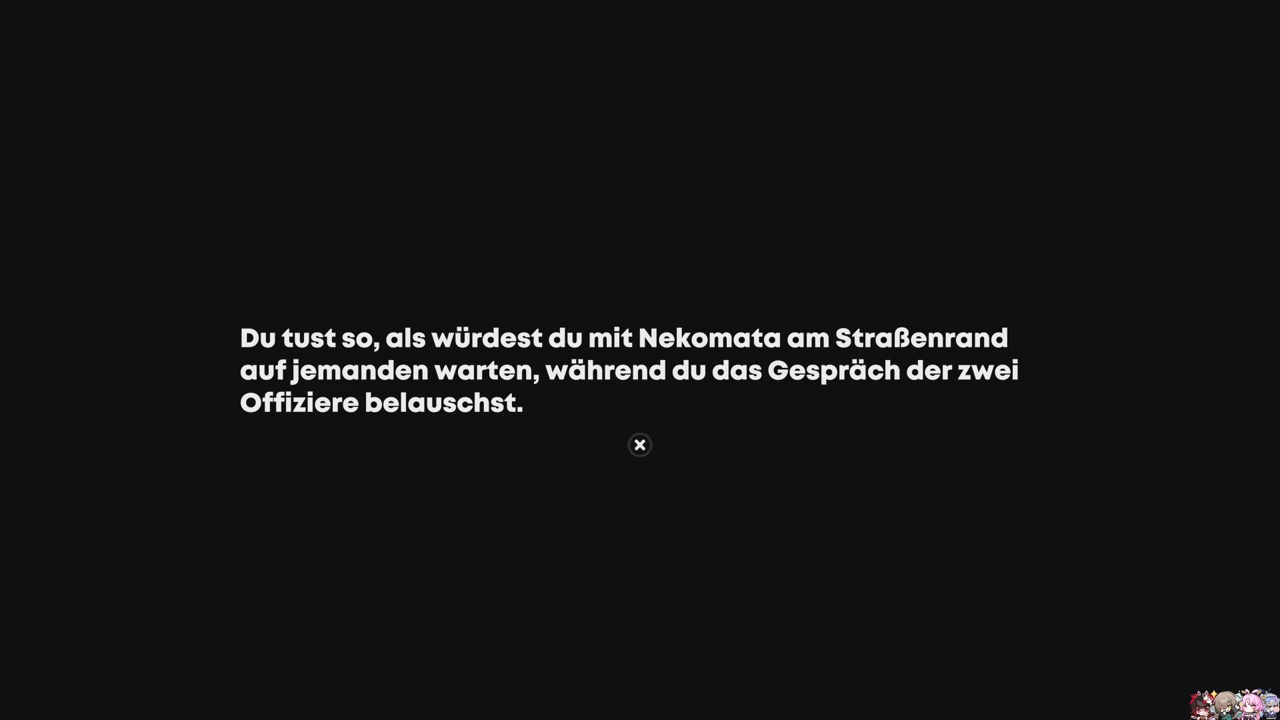 Du tust so, als würdest du mit Nekomata am Straßenrand
auf jemanden warten, während du das Gespräch der zwei
Offiziere belauschst.